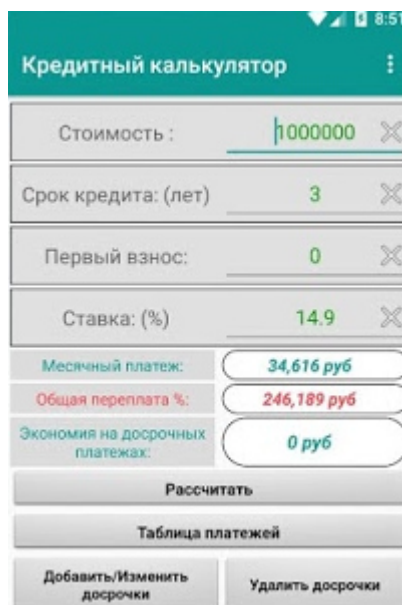 8:51
Кредитный калькулятор
Стоимость : 1000000
Срок кредита: (лет) 3
Первый взнос: 0
Ставка: (%) 14.9
Месячный платеж: 34,616 руб
Общая переплата %: 246,189 руб
Экономия на досрочных
платежах: 0 руб
Рассчитать
Таблица платежей
Добавить/Изменить
досрочки
Удалить досрочки